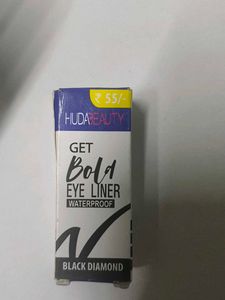 ₹ 55/-
HUDABEAUTY
GET
Bold
EYE LINER
WATERPROOF
BLACK DIAMOND